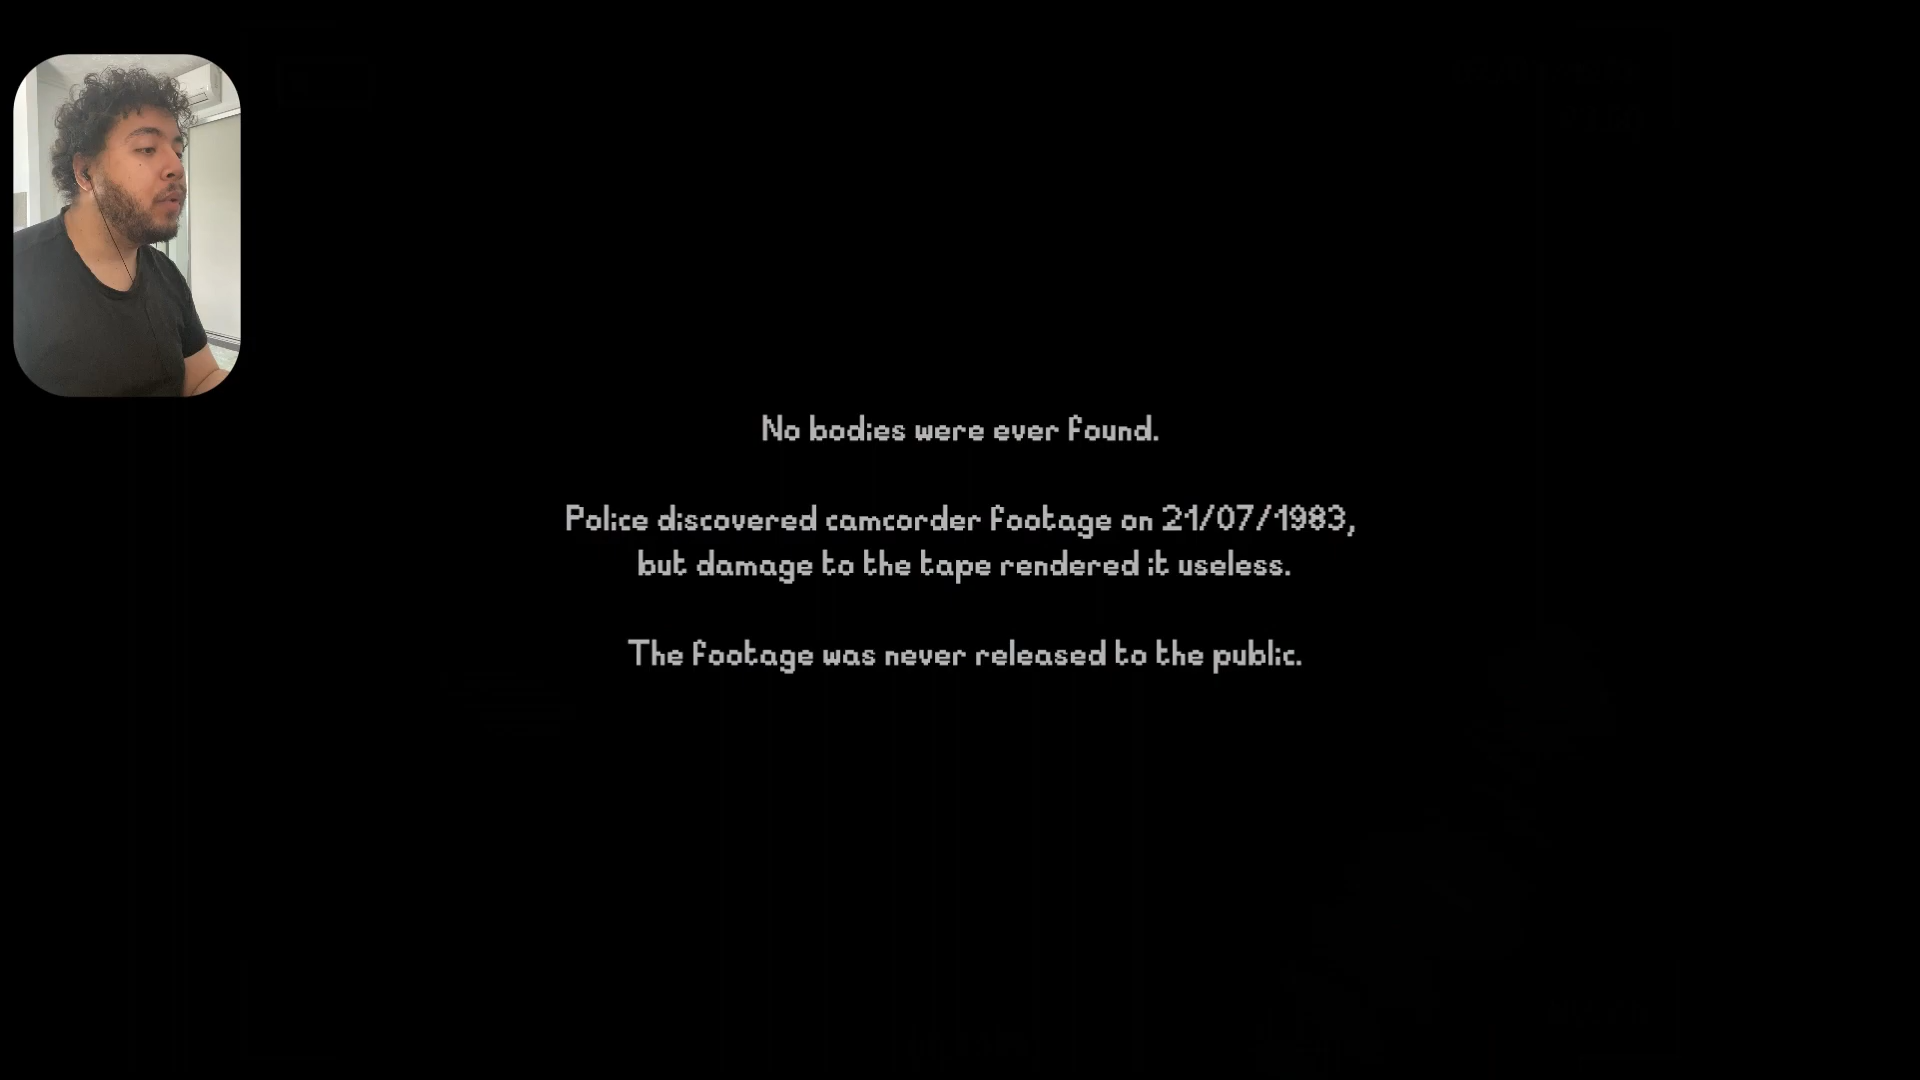 No bodies were ever found.
Police discovered camcorder footage on 21/07/1983,
but damage to the tape rendered it useless.
The footage was never released to the public.